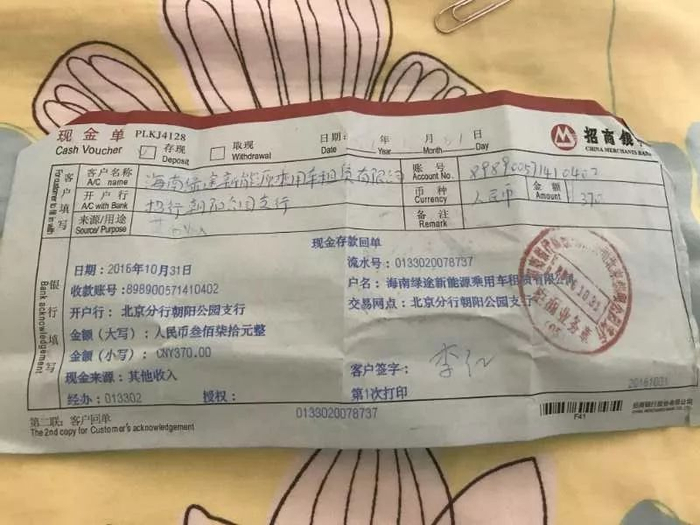 现金单 PLKJ4128
Cash Voucher
存现 Deposit
取现 Withdrawal
日期: 年 月 日
Date: Year Month Day
招商银
CHINA MERCHANTS BANK
客户填写
客户名称 海南绿途新能源乘用车租赁有限公司
A/C name
账号 898900571410402
Account No.
开户行 招行朝阳公园支行
A/C with Bank
币种 人民币
Currency
金额 370
Amount
来源/用途
Source/Purpose
备注
Remark
银行填写
Bank acknowledgement
现金存款回单
日期:2016年10月31日
流水号:0133020078737
收款账号:898900571410402
户名:海南绿途新能源乘用车租赁有限公司
开户行:北京分行朝阳公园支行
交易网点:北京分行朝阳公园支行
金额(大写):人民币叁佰柒拾元整
金额(小写):CNY370.00
现金来源:其他收入
客户签字: 李红
经办:013302
授权:
第1次打印
20161031
第二联:客户回单
The 2nd copy for Customer's acknowledgement
0133020078737
F41